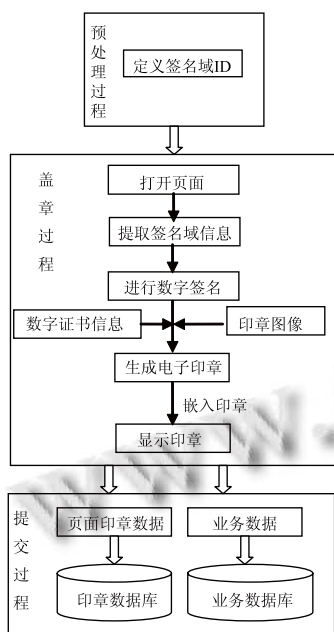 预处理过程
定义签名域ID
盖章过程
打开页面
提取签名域信息
进行数字签名
数字证书信息
印章图像
生成电子印章
嵌入印章
显示印章
提交过程
页面印章数据
业务数据
印章数据库
业务数据库
www.